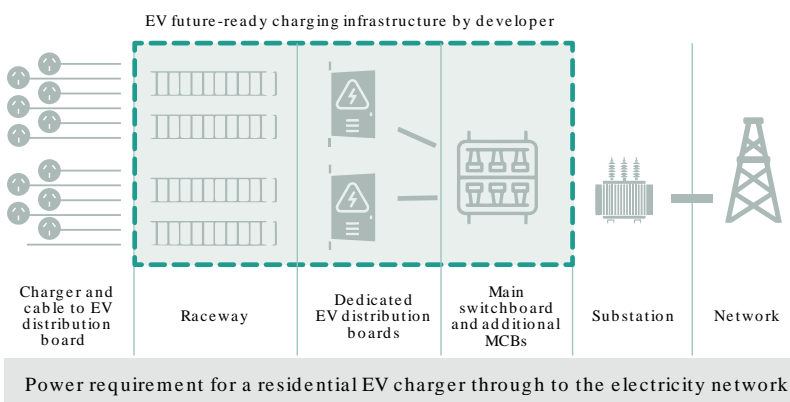 EV future-ready charging infrastructure by developer
Charger and
cable to EV
distribution
board
Raceway
Dedicated
EV distribution
boards
Main
switchboard
and additional
MCBs
Substation
Network
Power requirement for a residential EV charger through to the electricity network